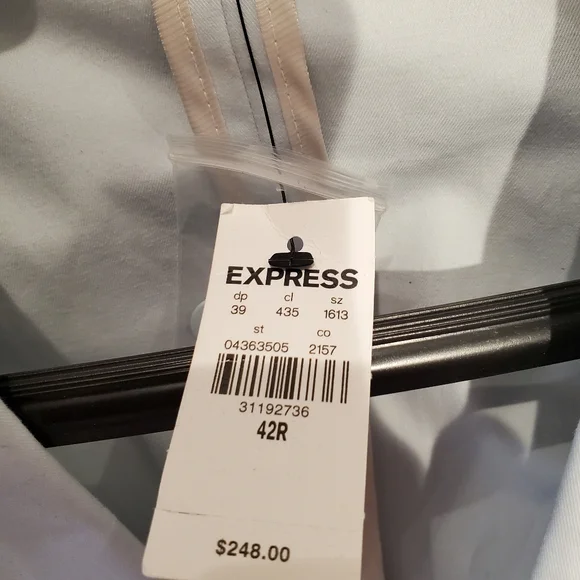 EXPRESS
dp cl sz
39 435 1613
st co
04363505 2157
31192736
42R
$248.00